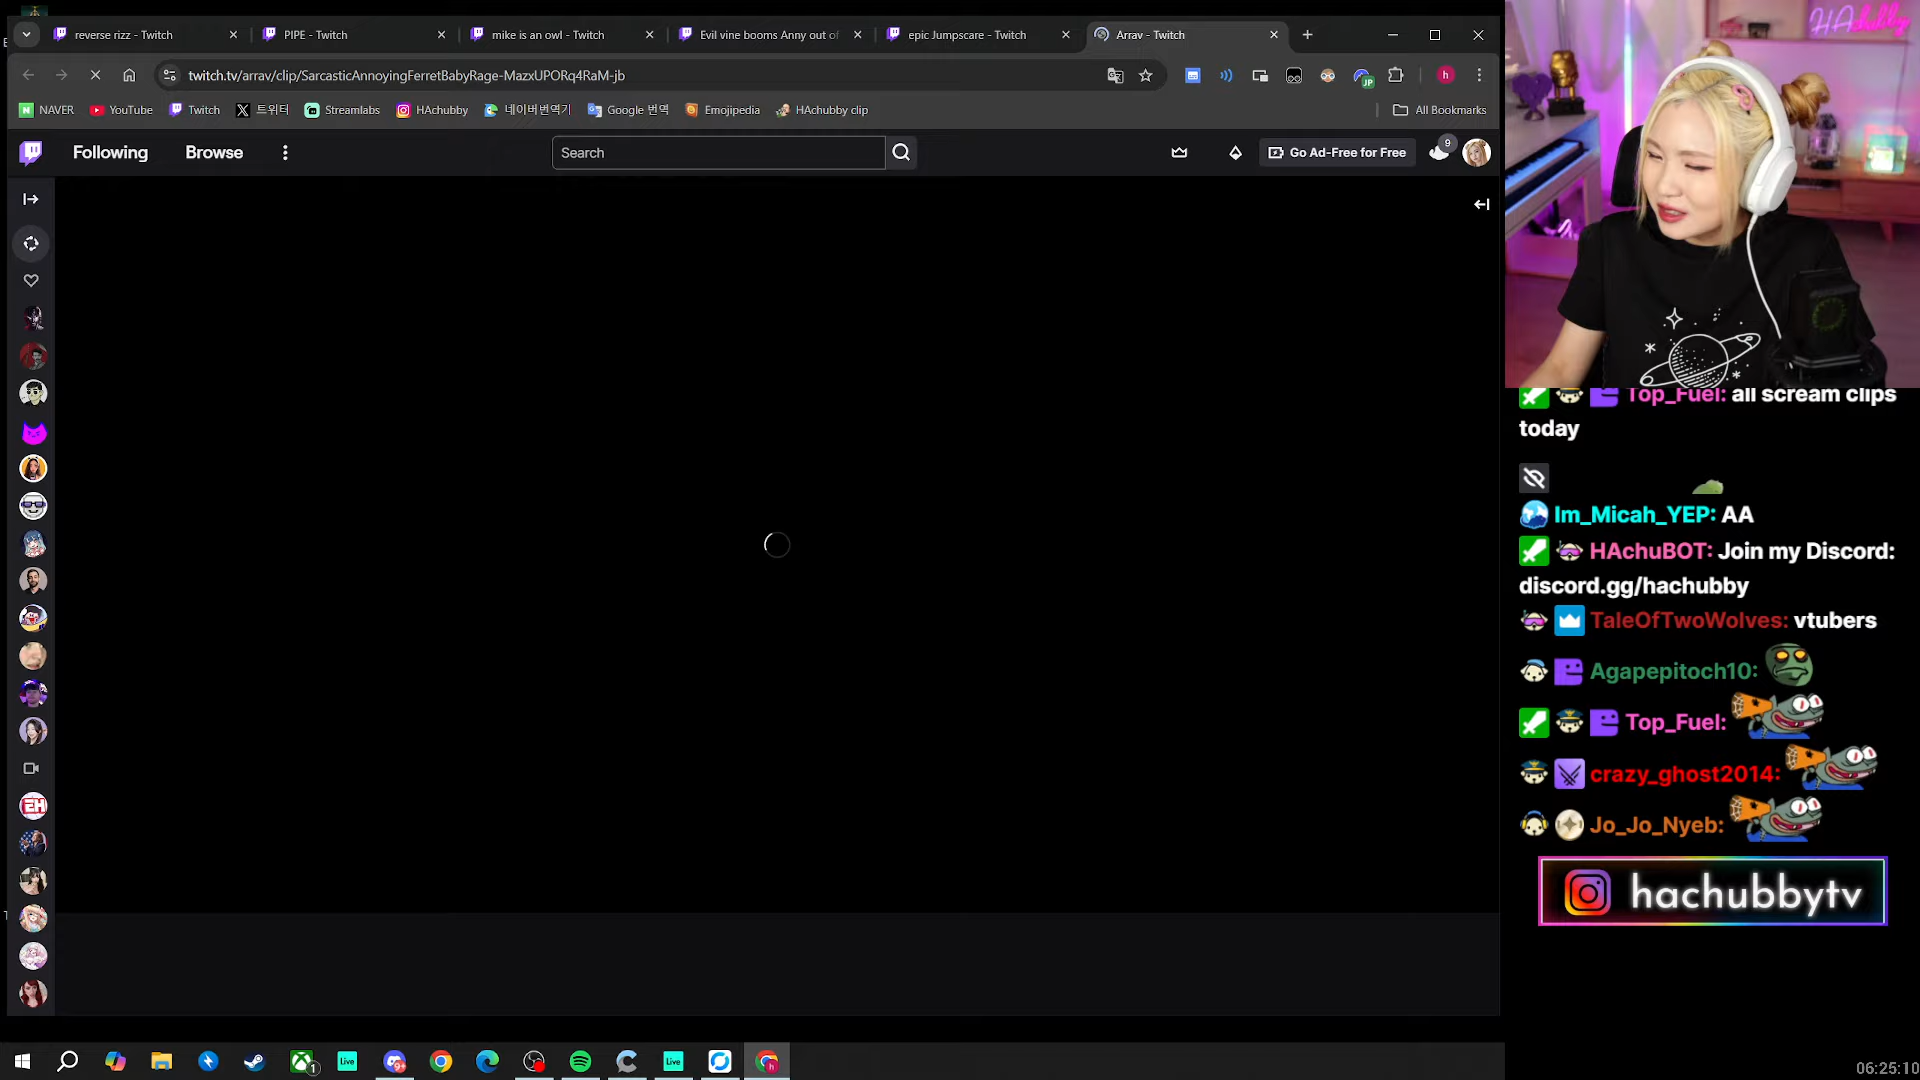 reverse rizz - Twitch
PIPE - Twitch
mike is an owl - Twitch
Evil vine booms Anny out of
epic Jumpscare - Twitch
Arrav - Twitch
twitch.tv/arrav/clip/SarcasticAnnoyingFerretBabyRage-MazxUPORq4RaM-jb
NAVER
YouTube
Twitch
트위터
Streamlabs
HAchubby
네이버번역기
Google 번역
Emojipedia
HAchubby clip
All Bookmarks
Following
Browse
Search
Go Ad-Free for Free
9
HAchubby
Top_Fuel: all scream clips
today
Im_Micah_YEP: AA
HAchuBOT: Join my Discord:
discord.gg/hachubby
TaleOfTwoWolves: vtubers
Agapepitoch10:
Top_Fuel:
crazy_ghost2014:
Jo_Jo_Nyeb:
hachubbytv
06:25:10